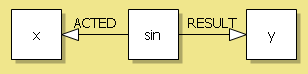 x ACTED sin RESULT y